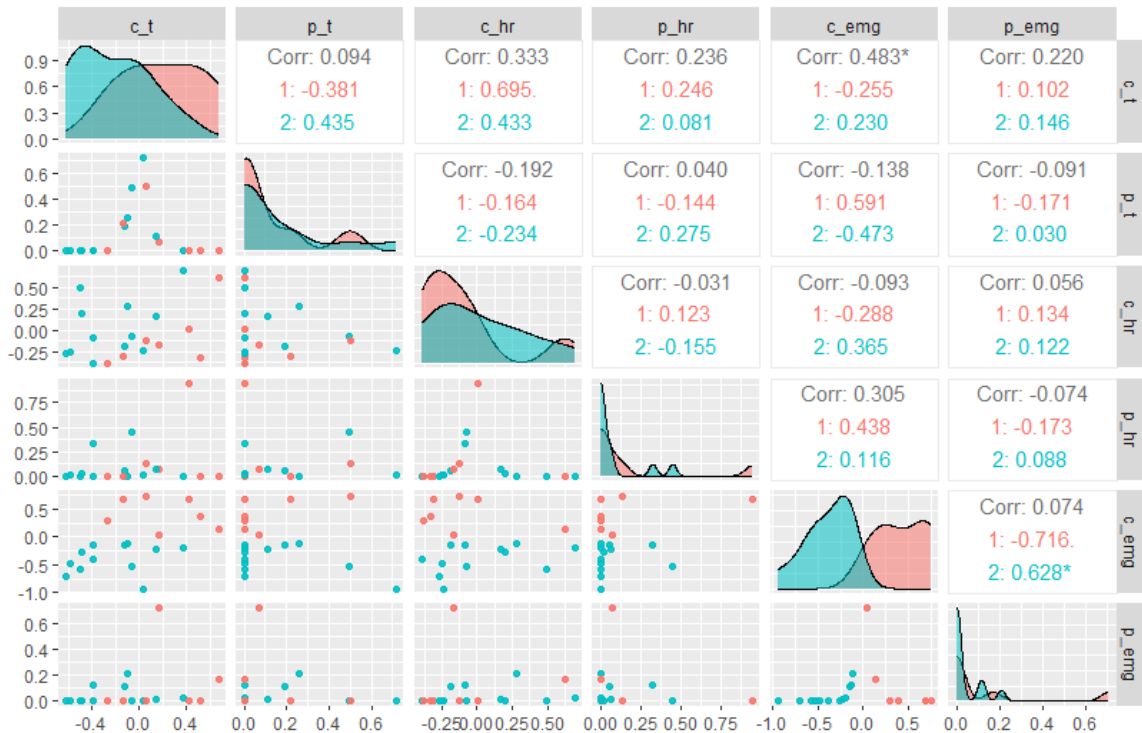 c_t p_t c_hr p_hr c_emg p_emg
0.9
0.6
0.3
0.0
Corr: 0.094
1: -0.381
2: 0.435
Corr: 0.333
1: 0.695.
2: 0.433
Corr: 0.236
1: 0.246
2: 0.081
Corr: 0.483*
1: -0.255
2: 0.230
Corr: 0.220
1: 0.102
2: 0.146
c_t
0.6
0.4
0.2
0.0
Corr: -0.192
1: -0.164
2: -0.234
Corr: 0.040
1: -0.144
2: 0.275
Corr: -0.138
1: 0.591
2: -0.473
Corr: -0.091
1: -0.171
2: 0.030
p_t
0.50
0.25
0.00
-0.25
Corr: -0.031
1: 0.123
2: -0.155
Corr: -0.093
1: -0.288
2: 0.365
Corr: 0.056
1: 0.134
2: 0.122
c_hr
0.75
0.50
0.25
0.00
Corr: 0.305
1: 0.438
2: 0.116
Corr: -0.074
1: -0.173
2: 0.088
p_hr
0.5
0.0
-0.5
-1.0
Corr: 0.074
1: -0.716.
2: 0.628*
c_emg
0.6
0.4
0.2
0.0
p_emg
-0.4 0.0 0.4
0.0 0.2 0.4 0.6
-0.25 0.00 0.25 0.50
0.00 0.25 0.50 0.75
-1.0 -0.5 0.0 0.5
0.0 0.2 0.4 0.6